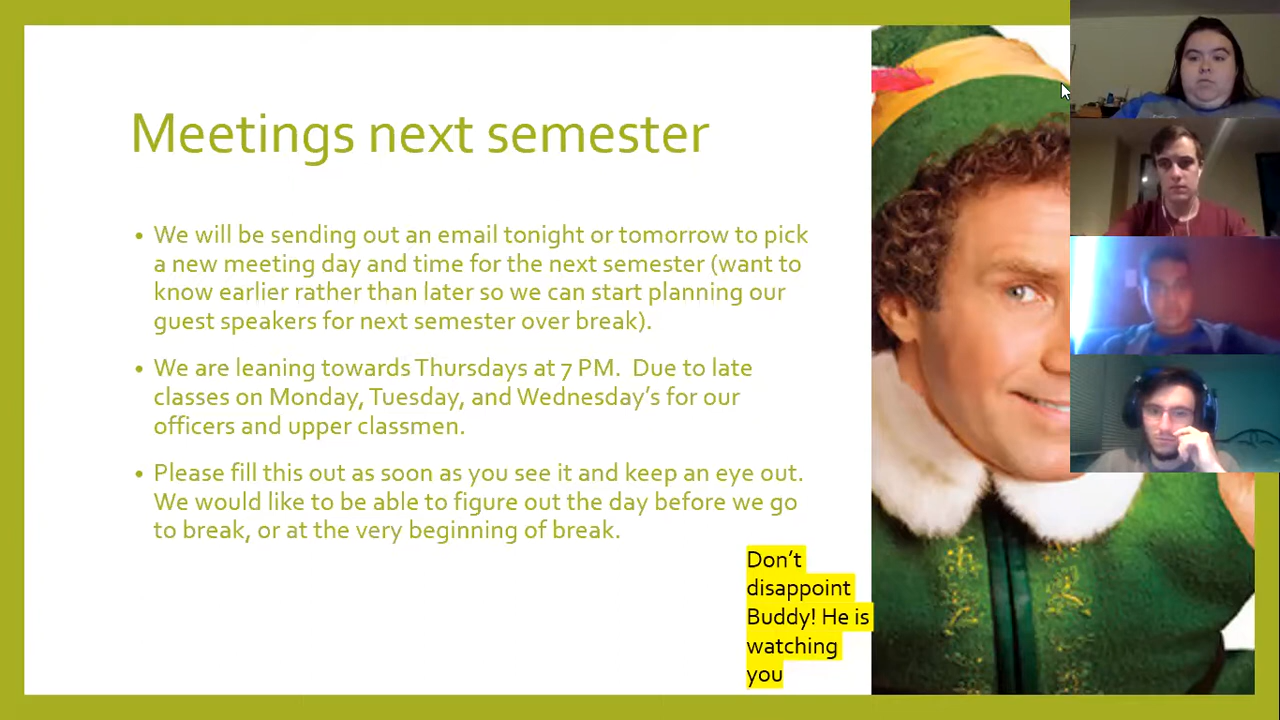 Meetings next semester
• We will be sending out an email tonight or tomorrow to pick
a new meeting day and time for the next semester (want to
know earlier rather than later so we can start planning our
guest speakers for next semester over break).
• We are leaning towards Thursdays at 7 PM.  Due to late
classes on Monday, Tuesday, and Wednesday's for our
officers and upper classmen.
• Please fill this out as soon as you see it and keep an eye out.
We would like to be able to figure out the day before we go
to break, or at the very beginning of break.
Don't
disappoint
Buddy! He is
watching
you